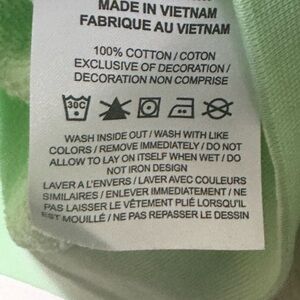 MADE IN VIETNAM
FABRIQUE AU VIETNAM
100% COTTON / COTON
EXCLUSIVE OF DECORATION /
DECORATION NON COMPRISE
30C
WASH INSIDE OUT / WASH WITH LIKE
COLORS / REMOVE IMMEDIATELY / DO NOT
ALLOW TO LAY ON ITSELF WHEN WET / DO
NOT IRON DESIGN
LAVER A L'ENVERS / LAVER AVEC COULEURS
SIMILAIRES / ENLEVER IMMEDIATEMENT / NE
PAS LAISSER LE VÊTEMENT PLIÉ LORSQU'IL
EST MOUILLÉ / NE PAS REPASSER LE DESSIN